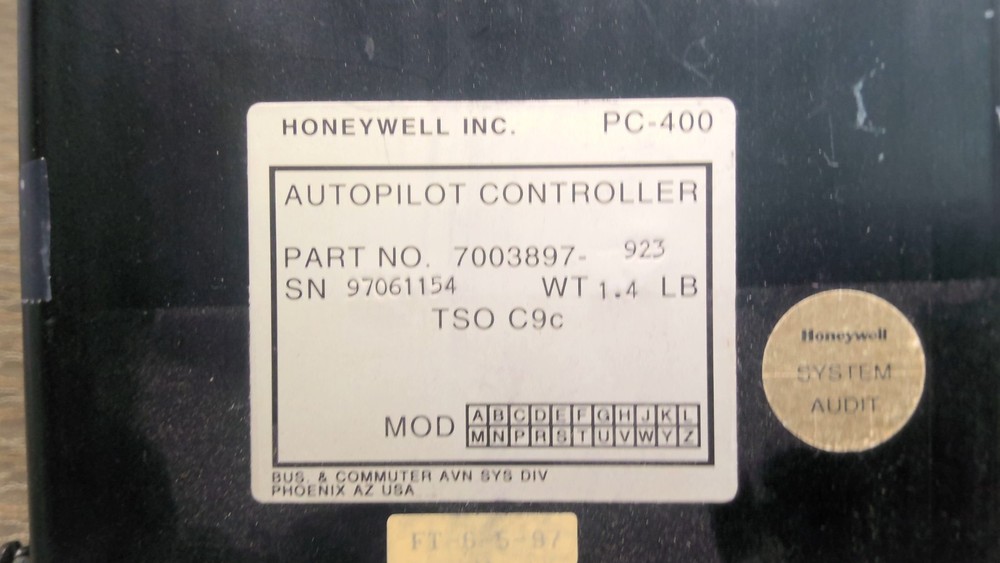 HONEYWELL INC. PC-400
AUTOPILOT CONTROLLER
PART NO. 7003897- 923
SN 97061154 WT 1.4 LB
TSO C9c
MOD A B C D E F G H J K L
M N P R S T U V W Y Z
BUS. & COMMUTER AVN SYS DIV
PHOENIX AZ USA
Honeywell
SYSTEM
AUDIT
FT-6-5-97